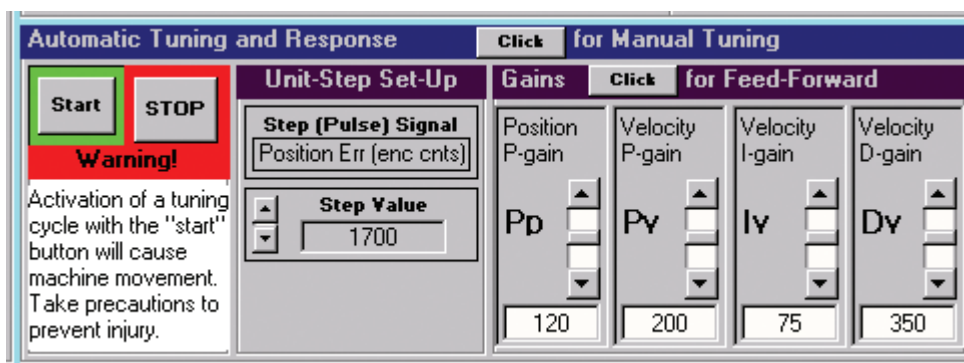 Automatic Tuning and Response Click for Manual Tuning
Start STOP
Warning!
Activation of a tuning
cycle with the "start"
button will cause
machine movement.
Take precautions to
prevent injury.
Unit-Step Set-Up
Step (Pulse) Signal
Position Err (enc cnts)
Step Value
1700
Gains Click for Feed-Forward
Position
P-gain
Pp
120
Velocity
P-gain
Pv
200
Velocity
I-gain
Iv
75
Velocity
D-gain
Dv
350